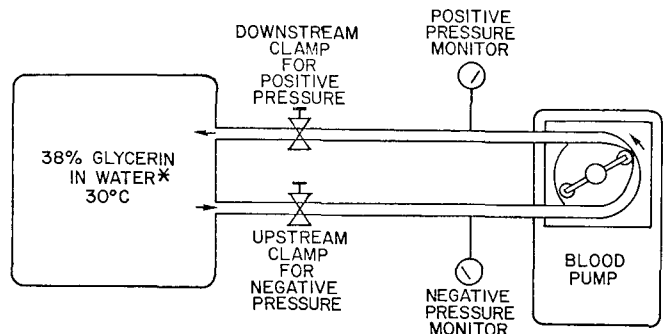 DOWNSTREAM
CLAMP
FOR
POSITIVE
PRESSURE
POSITIVE
PRESSURE
MONITOR
38% GLYCERIN
IN WATER*
30°C
UPSTREAM
CLAMP
FOR
NEGATIVE
PRESSURE
NEGATIVE
PRESSURE
MONITOR
BLOOD
PUMP